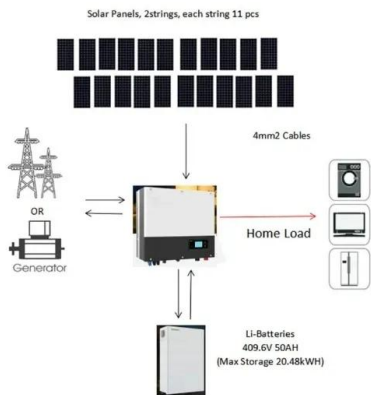 Solar Panels, 2strings, each string 11 pcs
4mm2 Cables
OR
Generator
Home Load
Li-Batteries
409.6V 50AH
(Max Storage 20.48kWH)